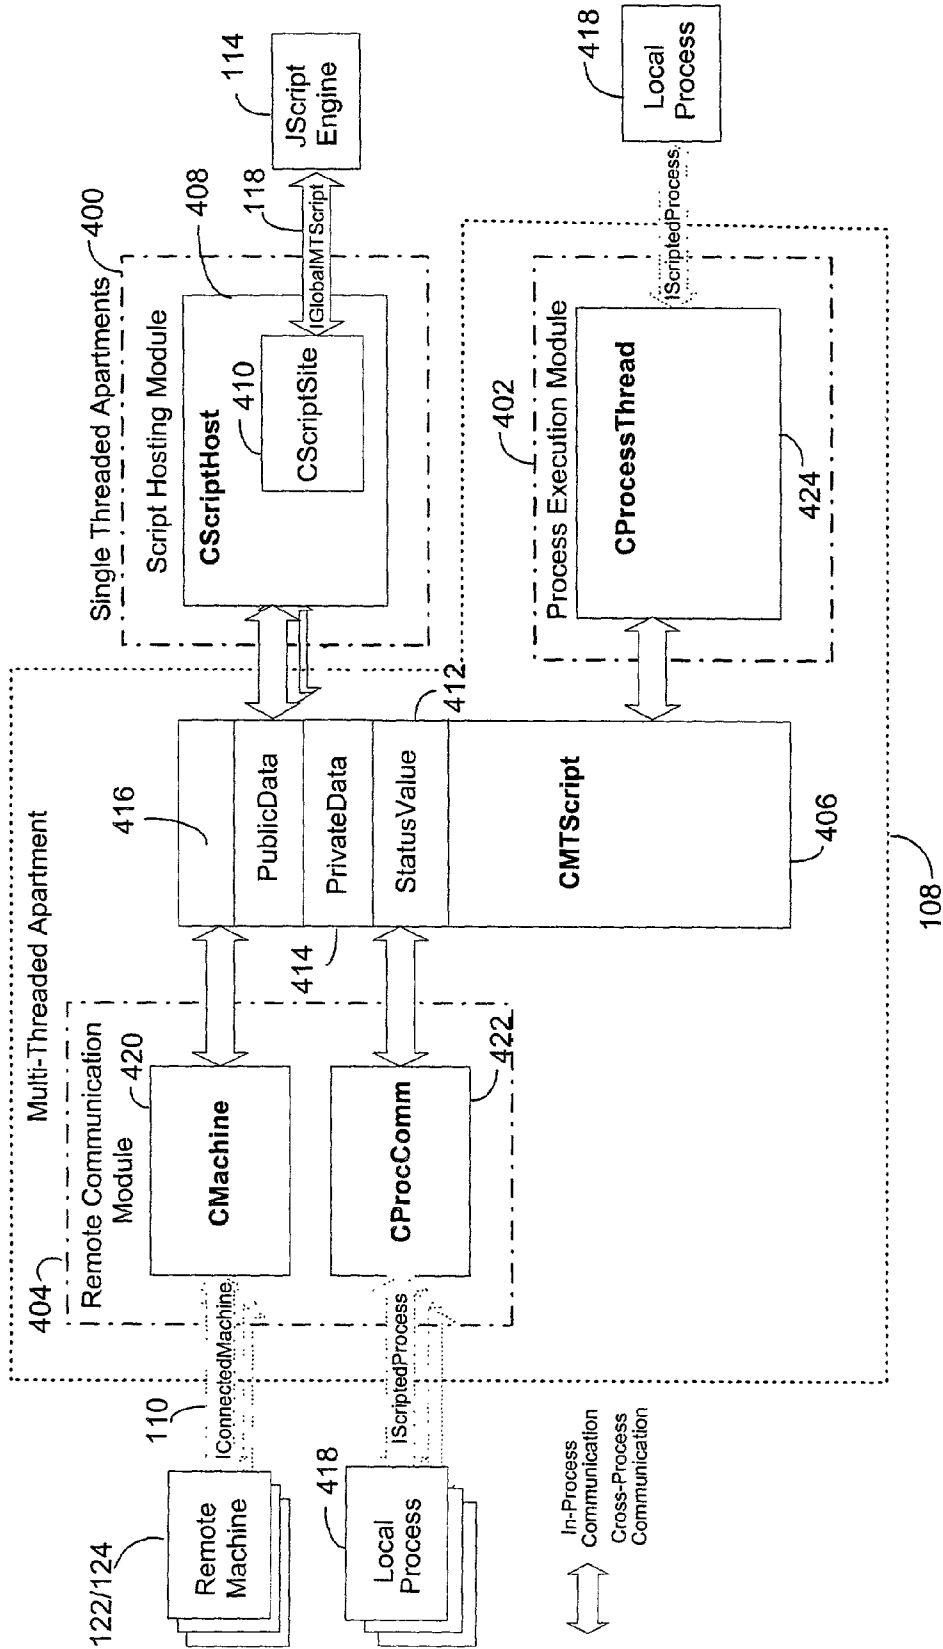 Single Threaded Apartments
400
Script Hosting Module
408
CScriptHost
410
CScriptSite
118
IGlobalMTScript
114
JScript
Engine
Multi-Threaded Apartment
404
Remote Communication
Module
420
CMachine
CProcComm
422
122/124
Remote
Machine
110
IConnectedMachine
418
Local
Process
IScriptedProcess
416
PublicData
PrivateData
414
StatusValue
412
CMTScript
406
402
Process Execution Module
CProcessThread
424
IScriptedProcess
418
Local
Process
108
In-Process
Communication
Cross-Process
Communication